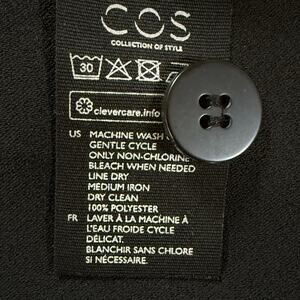 COS
COLLECTION OF STYLE
30
clevercare.info
US MACHINE WASH
GENTLE CYCLE
ONLY NON-CHLORINE
BLEACH WHEN NEEDED
LINE DRY
MEDIUM IRON
DRY CLEAN
100% POLYESTER
FR LAVER À LA MACHINE À
L'EAU FROIDE CYCLE
DÉLICAT.
BLANCHIR SANS CHLORE
SI NÉCESSAIRE.